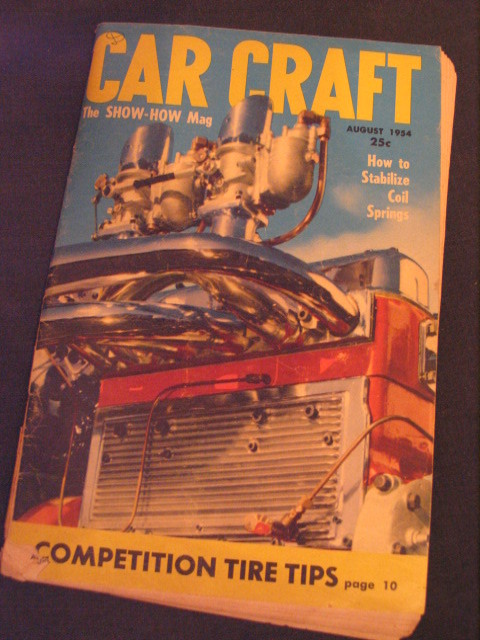 CAR CRAFT
The SHOW-HOW Mag
AUGUST 1954
25c
How to
Stabilize
Coil
Springs
COMPETITION TIRE TIPS page 10